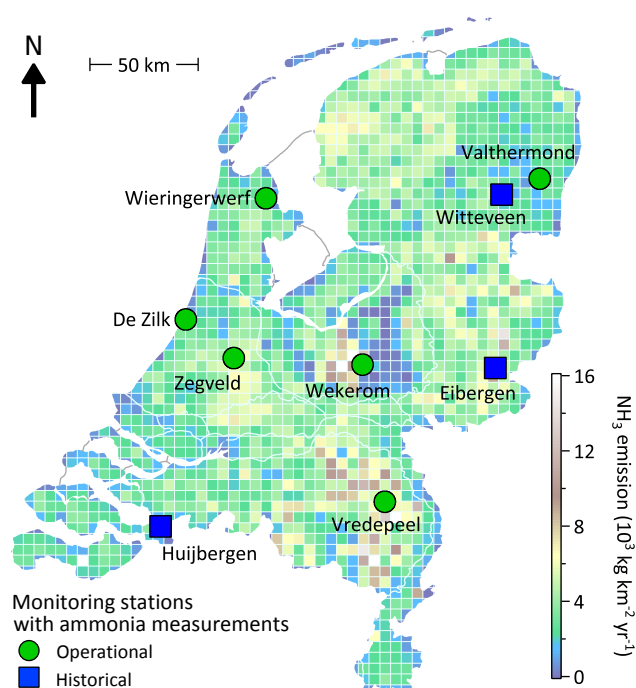 N
50 km
Valthermond
Wieringerwerf
Witteveen
De Zilk
Zegveld
Wekerom
Eibergen
16
12
8
4
0
NH₃ emission (10³ kg km⁻² yr⁻¹)
Vredepeel
Huijbergen
Monitoring stations
with ammonia measurements
Operational
Historical